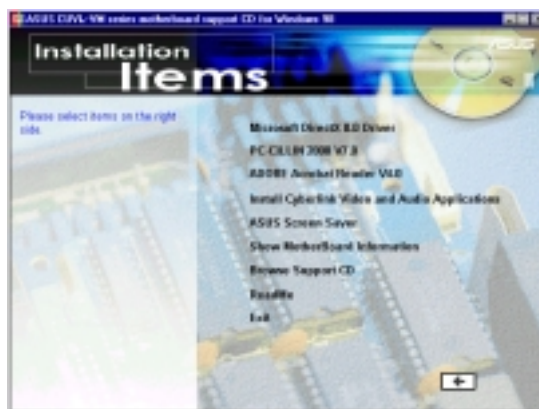 ASUS CUVL-VM series motherboard support CD for Windows 98
Installation
Items
ASUS
Please select items on the right
side.
Microsoft DirectX 8.0 Driver
PC-CILLIN 2000 V7.0
ADOBE Acrobat Reader V4.0
Install Cyberlink Video and Audio Applications
ASUS Screen Saver
Show MotherBoard Information
Browse Support CD
ReadMe
Exit